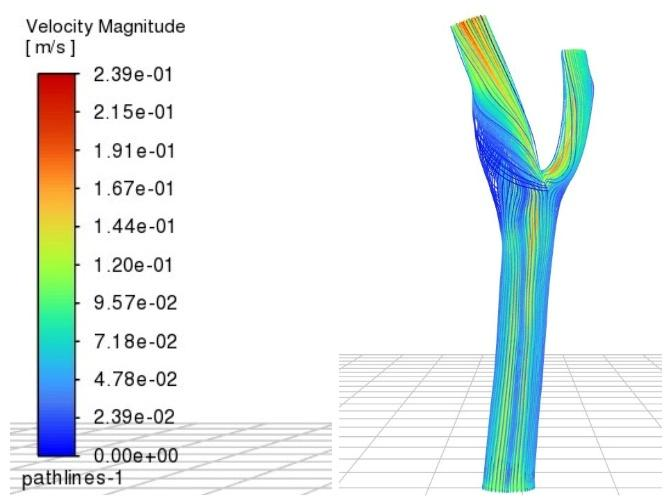 Velocity Magnitude
[ m/s ]
2.39e-01
2.15e-01
1.91e-01
1.67e-01
1.44e-01
1.20e-01
9.57e-02
7.18e-02
4.78e-02
2.39e-02
0.00e+00
pathlines-1